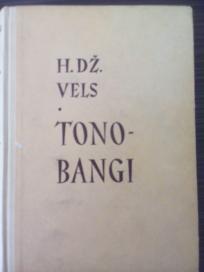 H. DŽ.
VELS
•
TONO-
BANGI